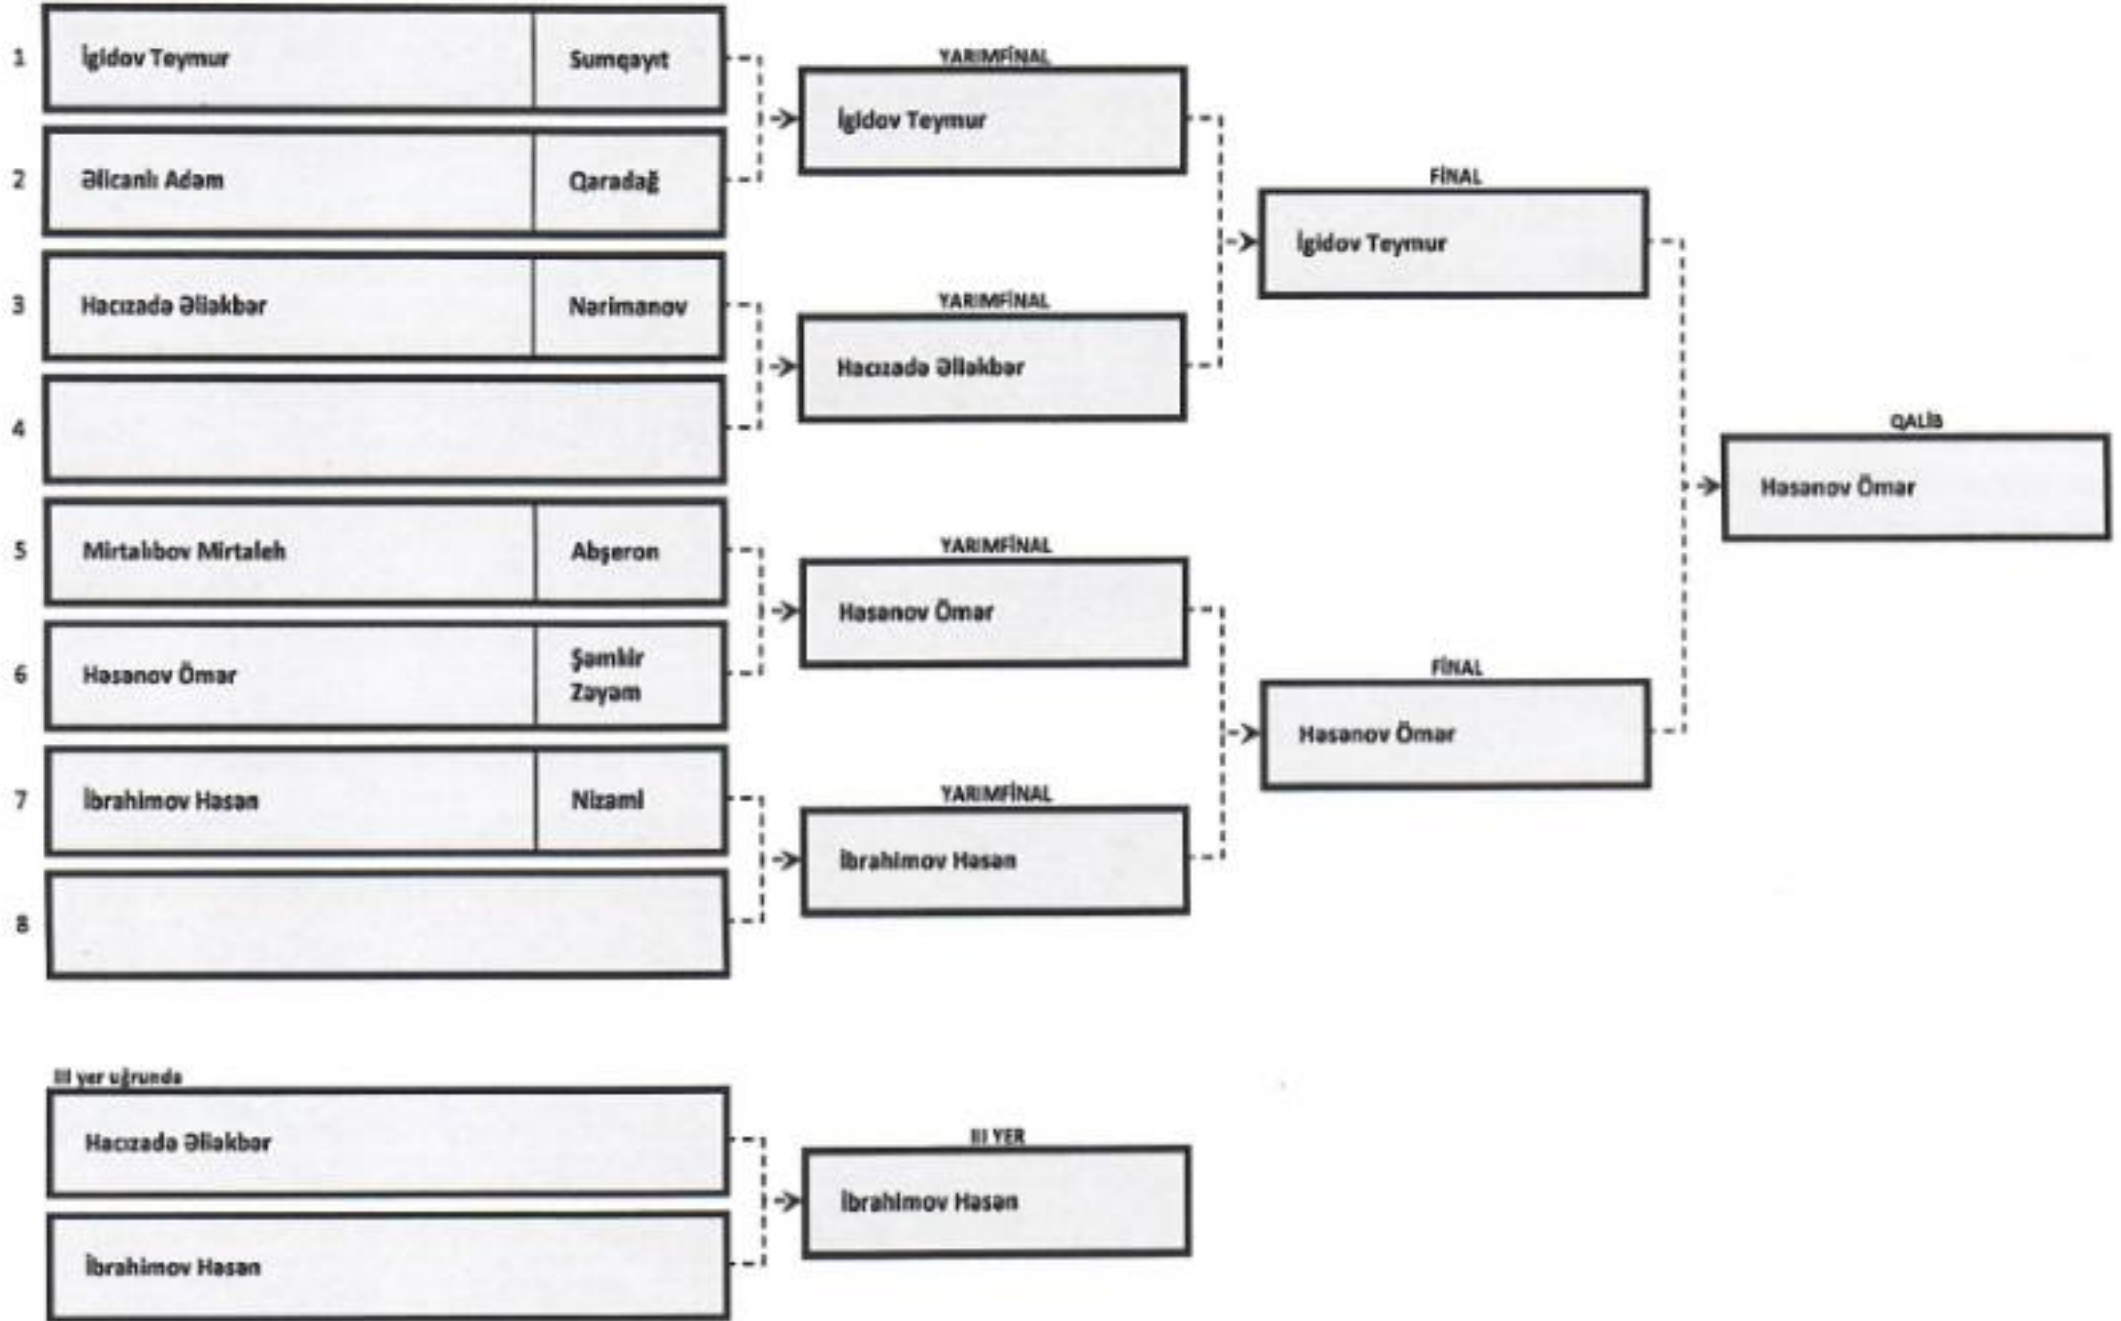 1
İgidov Teymur
Sumqayıt
2
Əlicanlı Adəm
Qaradağ
3
Hacızadə Əliəkbər
Nərimanov
4
5
Mirtalıbov Mirtaleh
Abşeron
6
Həsənov Ömər
Şəmkir
Zəyəm
7
İbrahimov Həsən
Nizami
8
YARIMFİNAL
İgidov Teymur
YARIMFİNAL
Hacızadə Əliəkbər
YARIMFİNAL
Həsənov Ömər
YARIMFİNAL
İbrahimov Həsən
FİNAL
İgidov Teymur
FİNAL
Həsənov Ömər
QALİB
Həsənov Ömər
III yer uğrunda
Hacızadə Əliəkbər
İbrahimov Həsən
III YER
İbrahimov Həsən